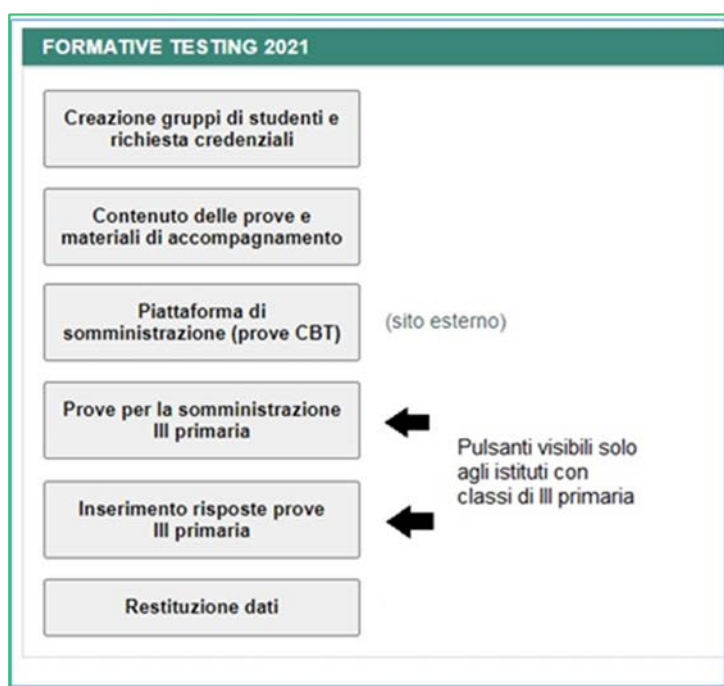 FORMATIVE TESTING 2021
Creazione gruppi di studenti e
richiesta credenziali
Contenuto delle prove e
materiali di accompagnamento
Piattaforma di
somministrazione (prove CBT)
(sito esterno)
Prove per la somministrazione
III primaria
Pulsanti visibili solo
agli istituti con
classi di III primaria
Inserimento risposte prove
III primaria
Restituzione dati